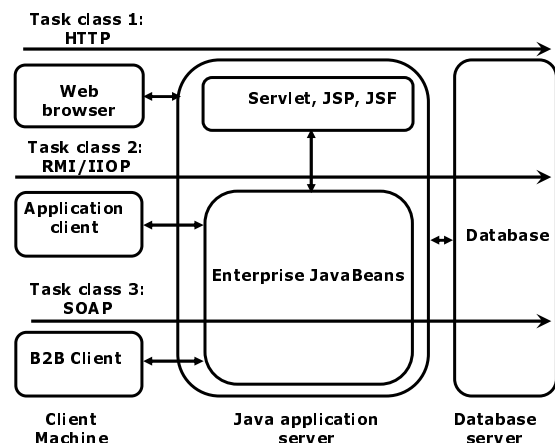 Task class 1:
HTTP
Web
browser
Servlet, JSP, JSF
Task class 2:
RMI/IIOP
Application
client
Database
Enterprise JavaBeans
Task class 3:
SOAP
B2B Client
Client
Machine
Java application
server
Database
server